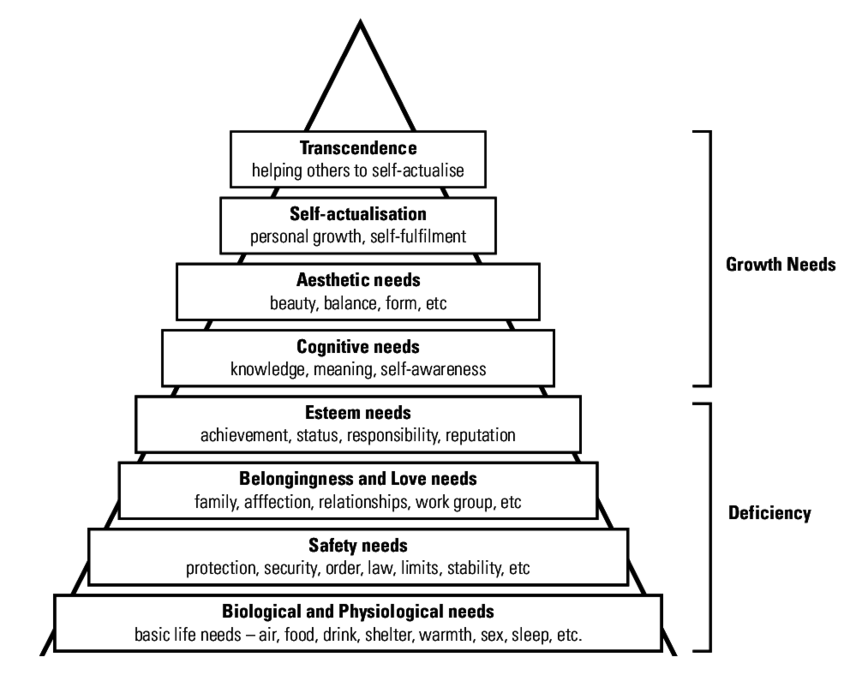 Transcendence
helping others to self-actualise
Self-actualisation
personal growth, self-fulfilment
Aesthetic needs
beauty, balance, form, etc
Growth Needs
Cognitive needs
knowledge, meaning, self-awareness
Esteem needs
achievement, status, responsibility, reputation
Belongingness and Love needs
family, afffection, relationships, work group, etc
Deficiency
Safety needs
protection, security, order, law, limits, stability, etc
Biological and Physiological needs
basic life needs – air, food, drink, shelter, warmth, sex, sleep, etc.